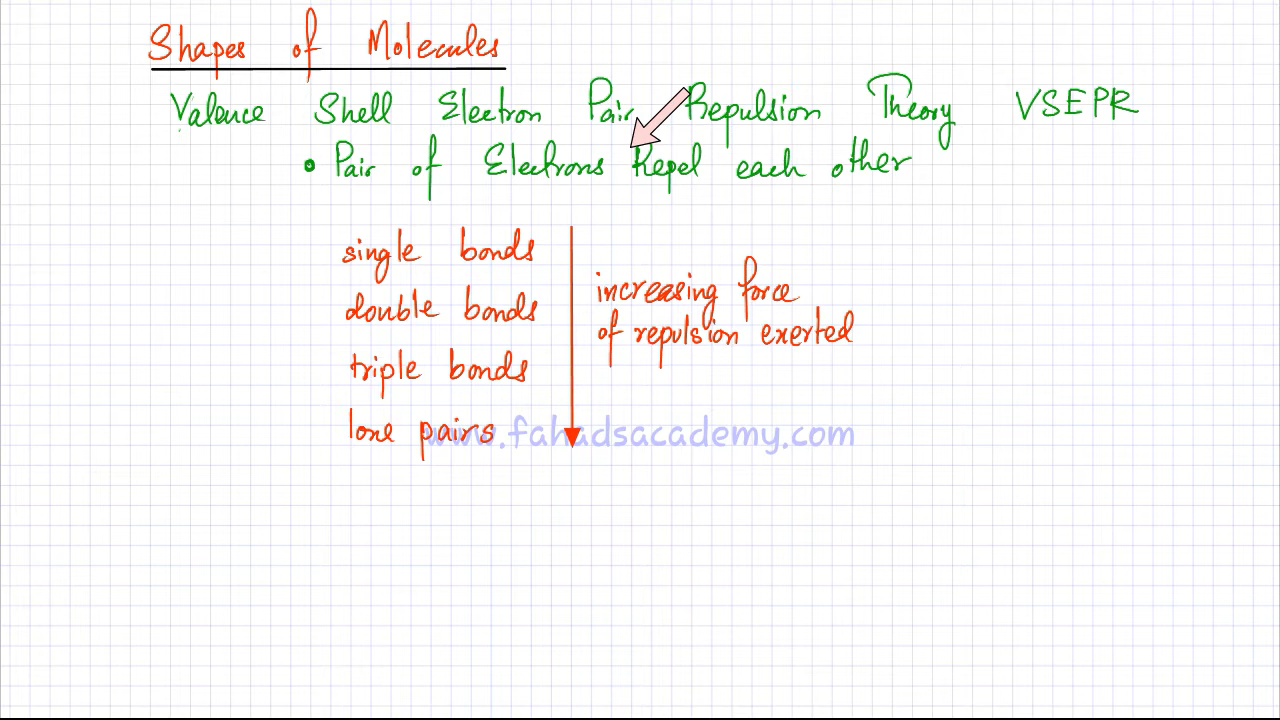 Shapes of Molecules
Valence Shell Electron Pair Repulsion Theory VSEPR
• Pair of Electrons Repel each other
single bonds
double bonds
triple bonds
lone pairs
increasing force
of repulsion exerted
www.fahadsacademy.com